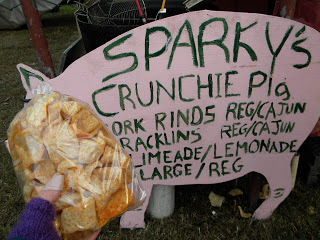 SPARKY'S
CRUNCHIE PIG
ORK RINDS REG/CAJUN
RACKLINS REG/CAJUN
LIMEADE/LEMONADE
LARGE/REG